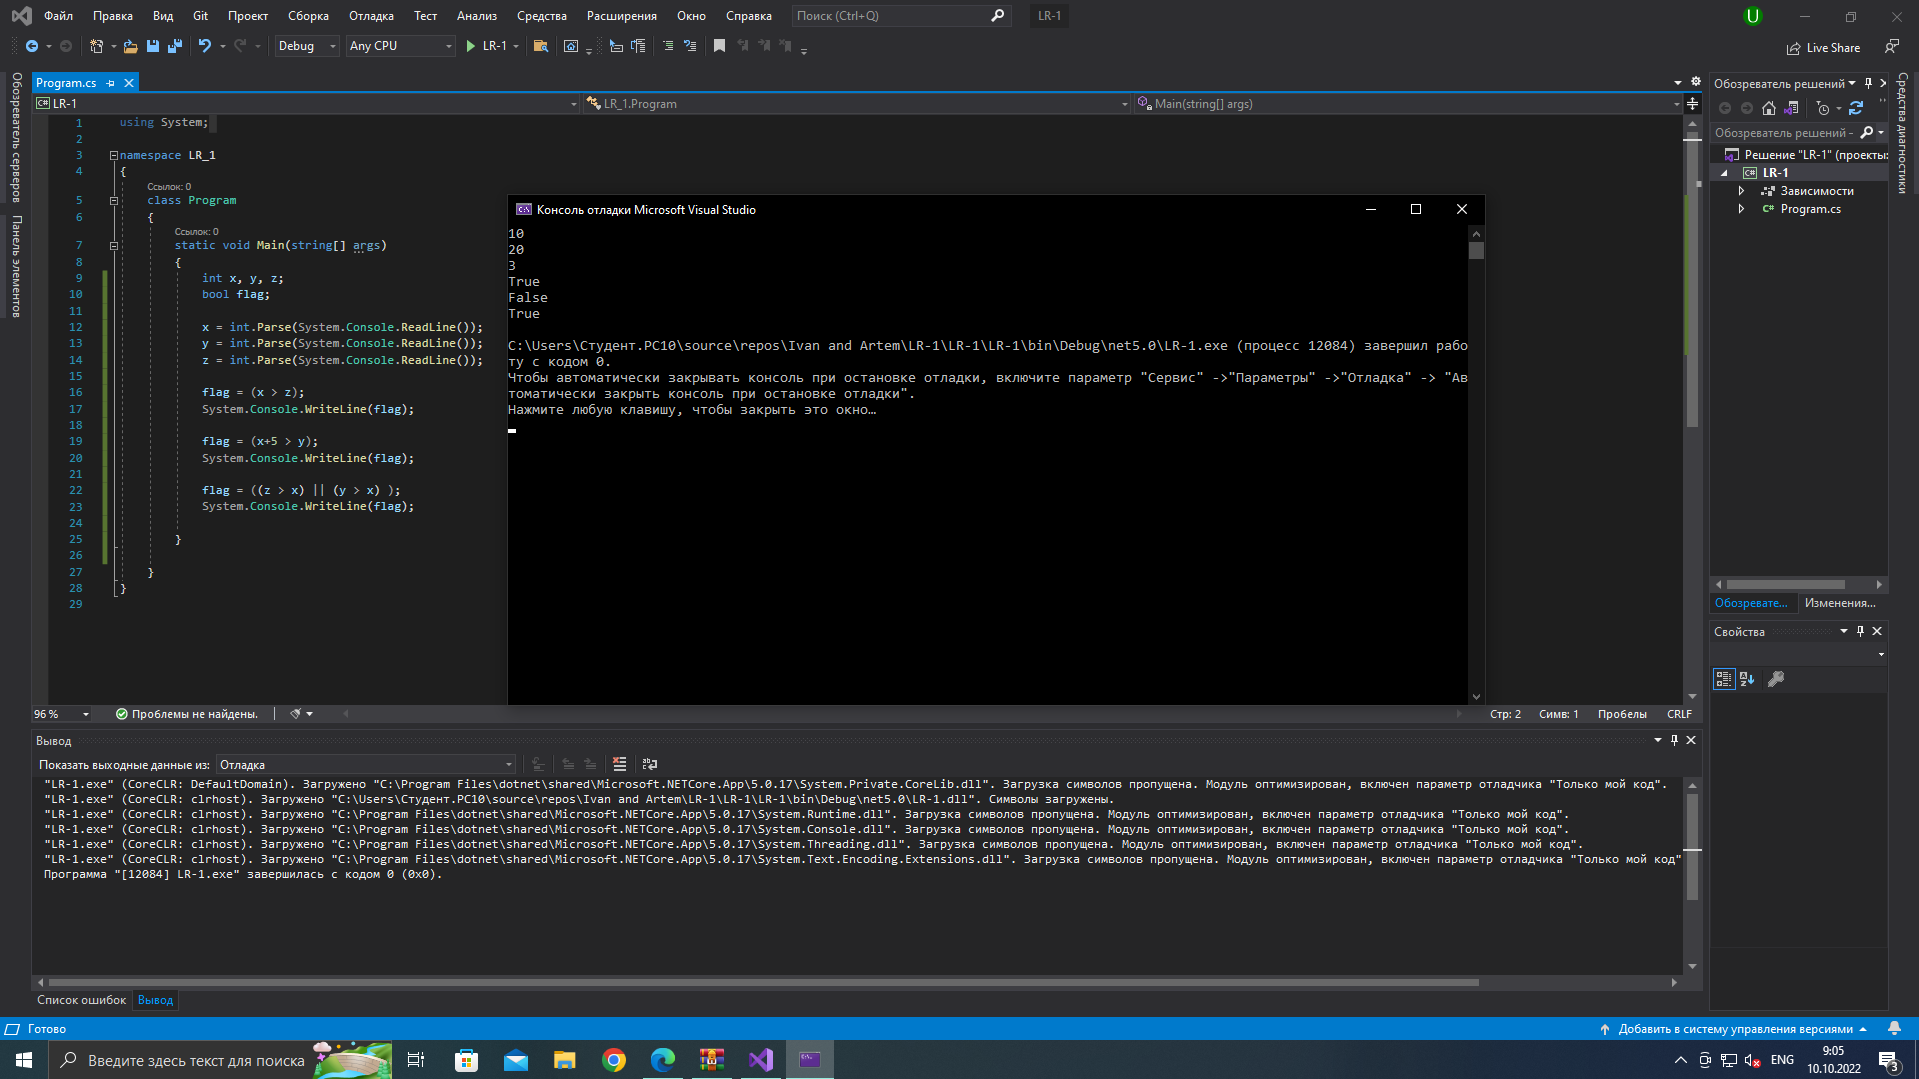 Файл Правка Вид Git Проект Сборка Отладка Тест Анализ Средства Расширения Окно Справка Поиск (Ctrl+Q) LR-1 U
Debug Any CPU LR-1 Live Share
Обозреватель серверов
Панель элементов
Program.cs
LR-1 LR_1.Program Main(string[] args)
1 using System;
2
3 namespace LR_1
4 {
Ссылок: 0
5 class Program
6 {
Ссылок: 0
7 static void Main(string[] args)
8 {
9 int x, y, z;
10 bool flag;
11
12 x = int.Parse(System.Console.ReadLine());
13 y = int.Parse(System.Console.ReadLine());
14 z = int.Parse(System.Console.ReadLine());
15
16 flag = (x > z);
17 System.Console.WriteLine(flag);
18
19 flag = (x+5 > y);
20 System.Console.WriteLine(flag);
21
22 flag = ((z > x) || (y > x) );
23 System.Console.WriteLine(flag);
24
25 }
26
27 }
28 }
29
Консоль отладки Microsoft Visual Studio
10
20
3
True
False
True
C:\Users\Студент.PC10\source\repos\Ivan and Artem\LR-1\LR-1\LR-1\bin\Debug\net5.0\LR-1.exe (процесс 12084) завершил рабо
ту с кодом 0.
Чтобы автоматически закрывать консоль при остановке отладки, включите параметр "Сервис" ->"Параметры" ->"Отладка" -> "Ав
томатически закрыть консоль при остановке отладки".
Нажмите любую клавишу, чтобы закрыть это окно…
96 % Проблемы не найдены. Стр: 2 Симв: 1 Пробелы CRLF
Обозреватель решений
Обозреватель решений -
Решение "LR-1" (проекты:
LR-1
Зависимости
C# Program.cs
Обозревате... Изменения...
Свойства
Средства диагностики
Вывод
Показать выходные данные из: Отладка
"LR-1.exe" (CoreCLR: DefaultDomain). Загружено "C:\Program Files\dotnet\shared\Microsoft.NETCore.App\5.0.17\System.Private.CoreLib.dll". Загрузка символов пропущена. Модуль оптимизирован, включен параметр отладчика "Только мой код".
"LR-1.exe" (CoreCLR: clrhost). Загружено "C:\Users\Студент.PC10\source\repos\Ivan and Artem\LR-1\LR-1\LR-1\bin\Debug\net5.0\LR-1.dll". Символы загружены.
"LR-1.exe" (CoreCLR: clrhost). Загружено "C:\Program Files\dotnet\shared\Microsoft.NETCore.App\5.0.17\System.Runtime.dll". Загрузка символов пропущена. Модуль оптимизирован, включен параметр отладчика "Только мой код".
"LR-1.exe" (CoreCLR: clrhost). Загружено "C:\Program Files\dotnet\shared\Microsoft.NETCore.App\5.0.17\System.Console.dll". Загрузка символов пропущена. Модуль оптимизирован, включен параметр отладчика "Только мой код".
"LR-1.exe" (CoreCLR: clrhost). Загружено "C:\Program Files\dotnet\shared\Microsoft.NETCore.App\5.0.17\System.Threading.dll". Загрузка символов пропущена. Модуль оптимизирован, включен параметр отладчика "Только мой код".
"LR-1.exe" (CoreCLR: clrhost). Загружено "C:\Program Files\dotnet\shared\Microsoft.NETCore.App\5.0.17\System.Text.Encoding.Extensions.dll". Загрузка символов пропущена. Модуль оптимизирован, включен параметр отладчика "Только мой код"
Программа "[12084] LR-1.exe" завершилась с кодом 0 (0x0).
Список ошибок Вывод
Готово Добавить в систему управления версиями
Введите здесь текст для поиска ENG 9:05
10.10.2022 3